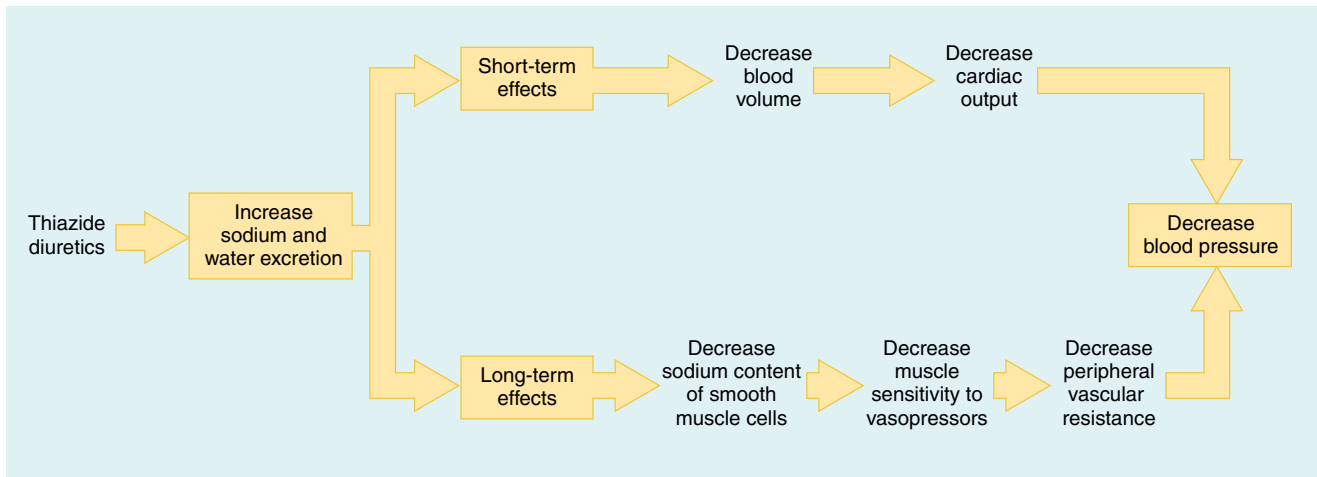 Thiazide
diuretics
Increase
sodium and
water excretion
Short-term
effects
Decrease
blood
volume
Decrease
cardiac
output
Long-term
effects
Decrease
sodium content
of smooth
muscle cells
Decrease
muscle
sensitivity to
vasopressors
Decrease
peripheral
vascular
resistance
Decrease
blood pressure